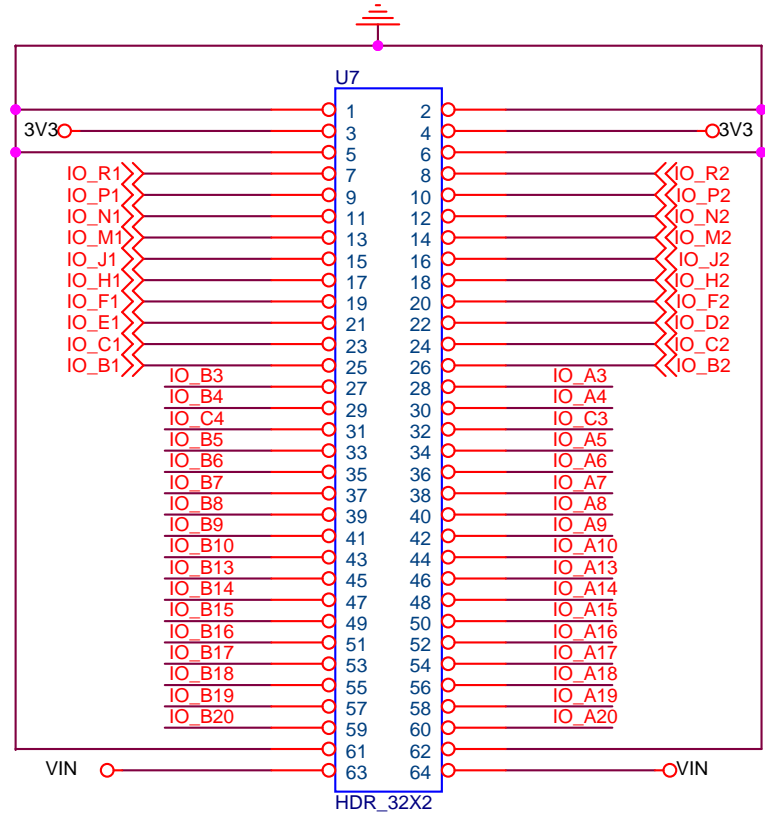 U7
1 2
3V3 3 4 3V3
5 6
IO_R1 7 8 IO_R2
IO_P1 9 10 IO_P2
IO_N1 11 12 IO_N2
IO_M1 13 14 IO_M2
IO_J1 15 16 IO_J2
IO_H1 17 18 IO_H2
IO_F1 19 20 IO_F2
IO_E1 21 22 IO_D2
IO_C1 23 24 IO_C2
IO_B1 25 26 IO_B2
IO_B3 27 28 IO_A3
IO_B4 29 30 IO_A4
IO_C4 31 32 IO_C3
IO_B5 33 34 IO_A5
IO_B6 35 36 IO_A6
IO_B7 37 38 IO_A7
IO_B8 39 40 IO_A8
IO_B9 41 42 IO_A9
IO_B10 43 44 IO_A10
IO_B13 45 46 IO_A13
IO_B14 47 48 IO_A14
IO_B15 49 50 IO_A15
IO_B16 51 52 IO_A16
IO_B17 53 54 IO_A17
IO_B18 55 56 IO_A18
IO_B19 57 58 IO_A19
IO_B20 59 60 IO_A20
61 62
VIN 63 64 VIN
HDR_32X2